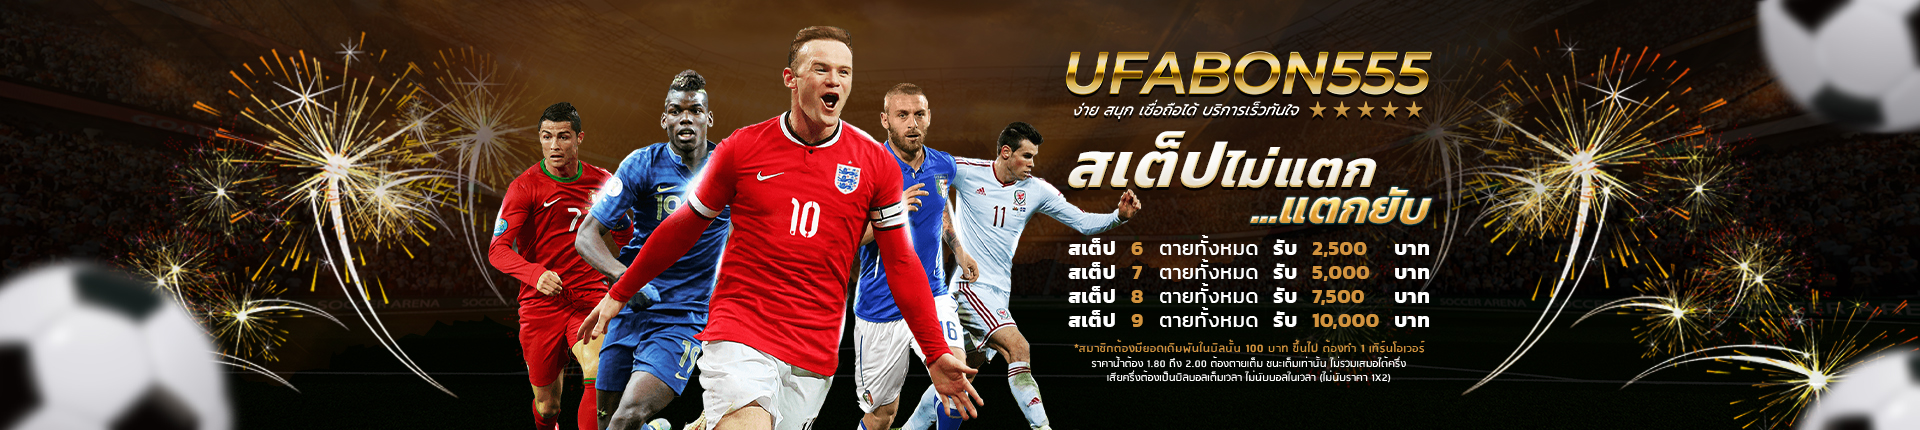 UFABON555
ง่าย สนุก เชื่อถือได้ บริการเร็วทันใจ
สเต็ปไม่แตก
...แตกยับ
สเต็ป 6 ตายทั้งหมด รับ 2,500 บาท
สเต็ป 7 ตายทั้งหมด รับ 5,000 บาท
สเต็ป 8 ตายทั้งหมด รับ 7,500 บาท
สเต็ป 9 ตายทั้งหมด รับ 10,000 บาท
*สมาชิกต้องมียอดเดิมพันในบิลนั้น 100 บาท ขึ้นไป ต้องทำ 1 เทิร์นโอเวอร์
ราคาน้ำต้อง 1.80 ถึง 2.00 ต้องตายเต็ม ชนะเต็มเท่านั้น ไม่รวมเสมอได้ครึ่ง
เสียครึ่งต้องเป็นบิลบอลเต็มเวลา ไม่นับบอลในเวลา (ไม่นับราคา 1X2)
7
10
19
10
11
16
SOCCER ARENA
SOCCER ARENA